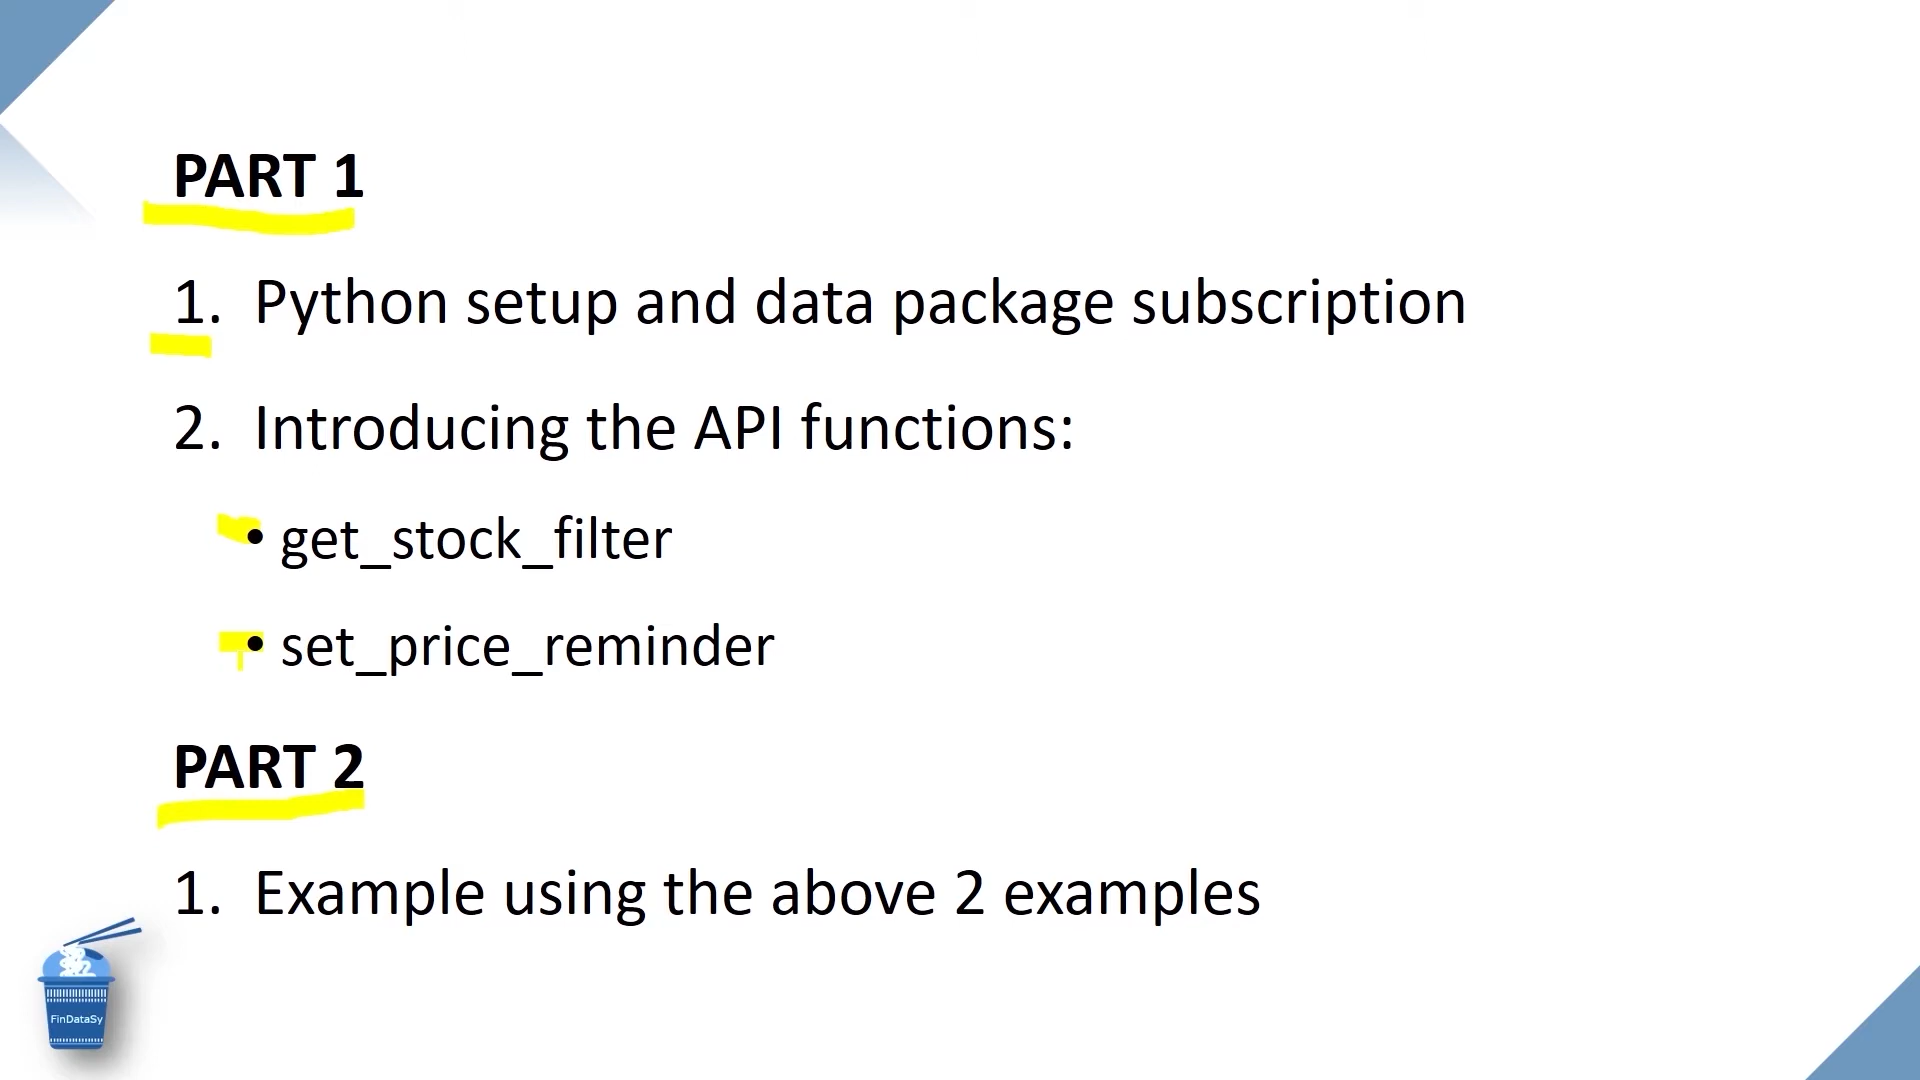 PART 1
1. Python setup and data package subscription
2. Introducing the API functions:
• get_stock_filter
• set_price_reminder
PART 2
1. Example using the above 2 examples
FinDataSy